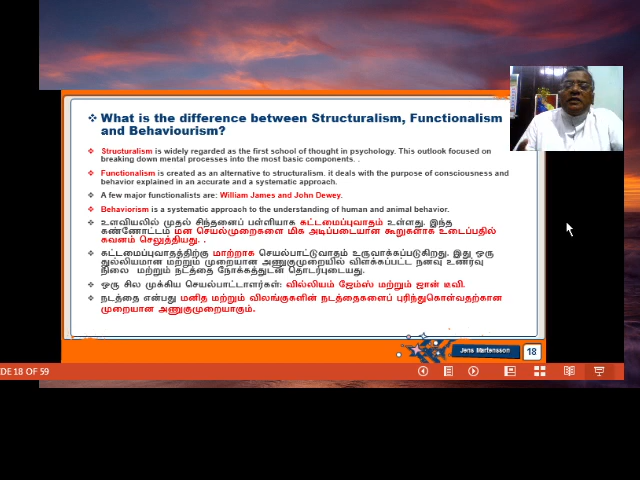 ❖ What is the difference between Structuralism, Functionalism
and Behaviourism?
❖ Structuralism is widely regarded as the first school of thought in psychology. This outlook focused on
breaking down mental processes into the most basic components. .
❖ Functionalism is created as an alternative to structuralism. it deals with the purpose of consciousness and
behavior explained in an accurate and a systematic approach.
❖ A few major functionalists are: William James and John Dewey.
❖ Behaviorism is a systematic approach to the understanding of human and animal behavior.
❖ உளவியலில் முதல் சிந்தனைப் பள்ளியாக கட்டமைப்புவாதம் உள்ளது. இந்த
கண்ணோட்டம் மன செயல்முறைகளை மிக அடிப்படையான கூறுகளாக உடைப்பதில்
கவனம் செலுத்தியது. .
❖ கட்டமைப்புவாதத்திற்கு மாற்றாக செயல்பாட்டுவாதம் உருவாக்கப்படுகிறது. இது ஒரு
துல்லியமான மற்றும் முறையான அணுகுமுறையில் விளக்கப்பட்ட நனவு உணர்வு
நிலை மற்றும் நடத்தை நோக்கத்துடன் தொடர்புடையது.
❖ ஒரு சில முக்கிய செயல்பாட்டாளர்கள்: வில்லியம் ஜேம்ஸ் மற்றும் ஜான் டீவி.
❖ நடத்தை என்பது மனித மற்றும் விலங்குகளின் நடத்தைகளைப் புரிந்துகொள்வதற்கான
முறையான அணுகுமுறையாகும்.
Jens Martensson 18
DE 18 OF 59